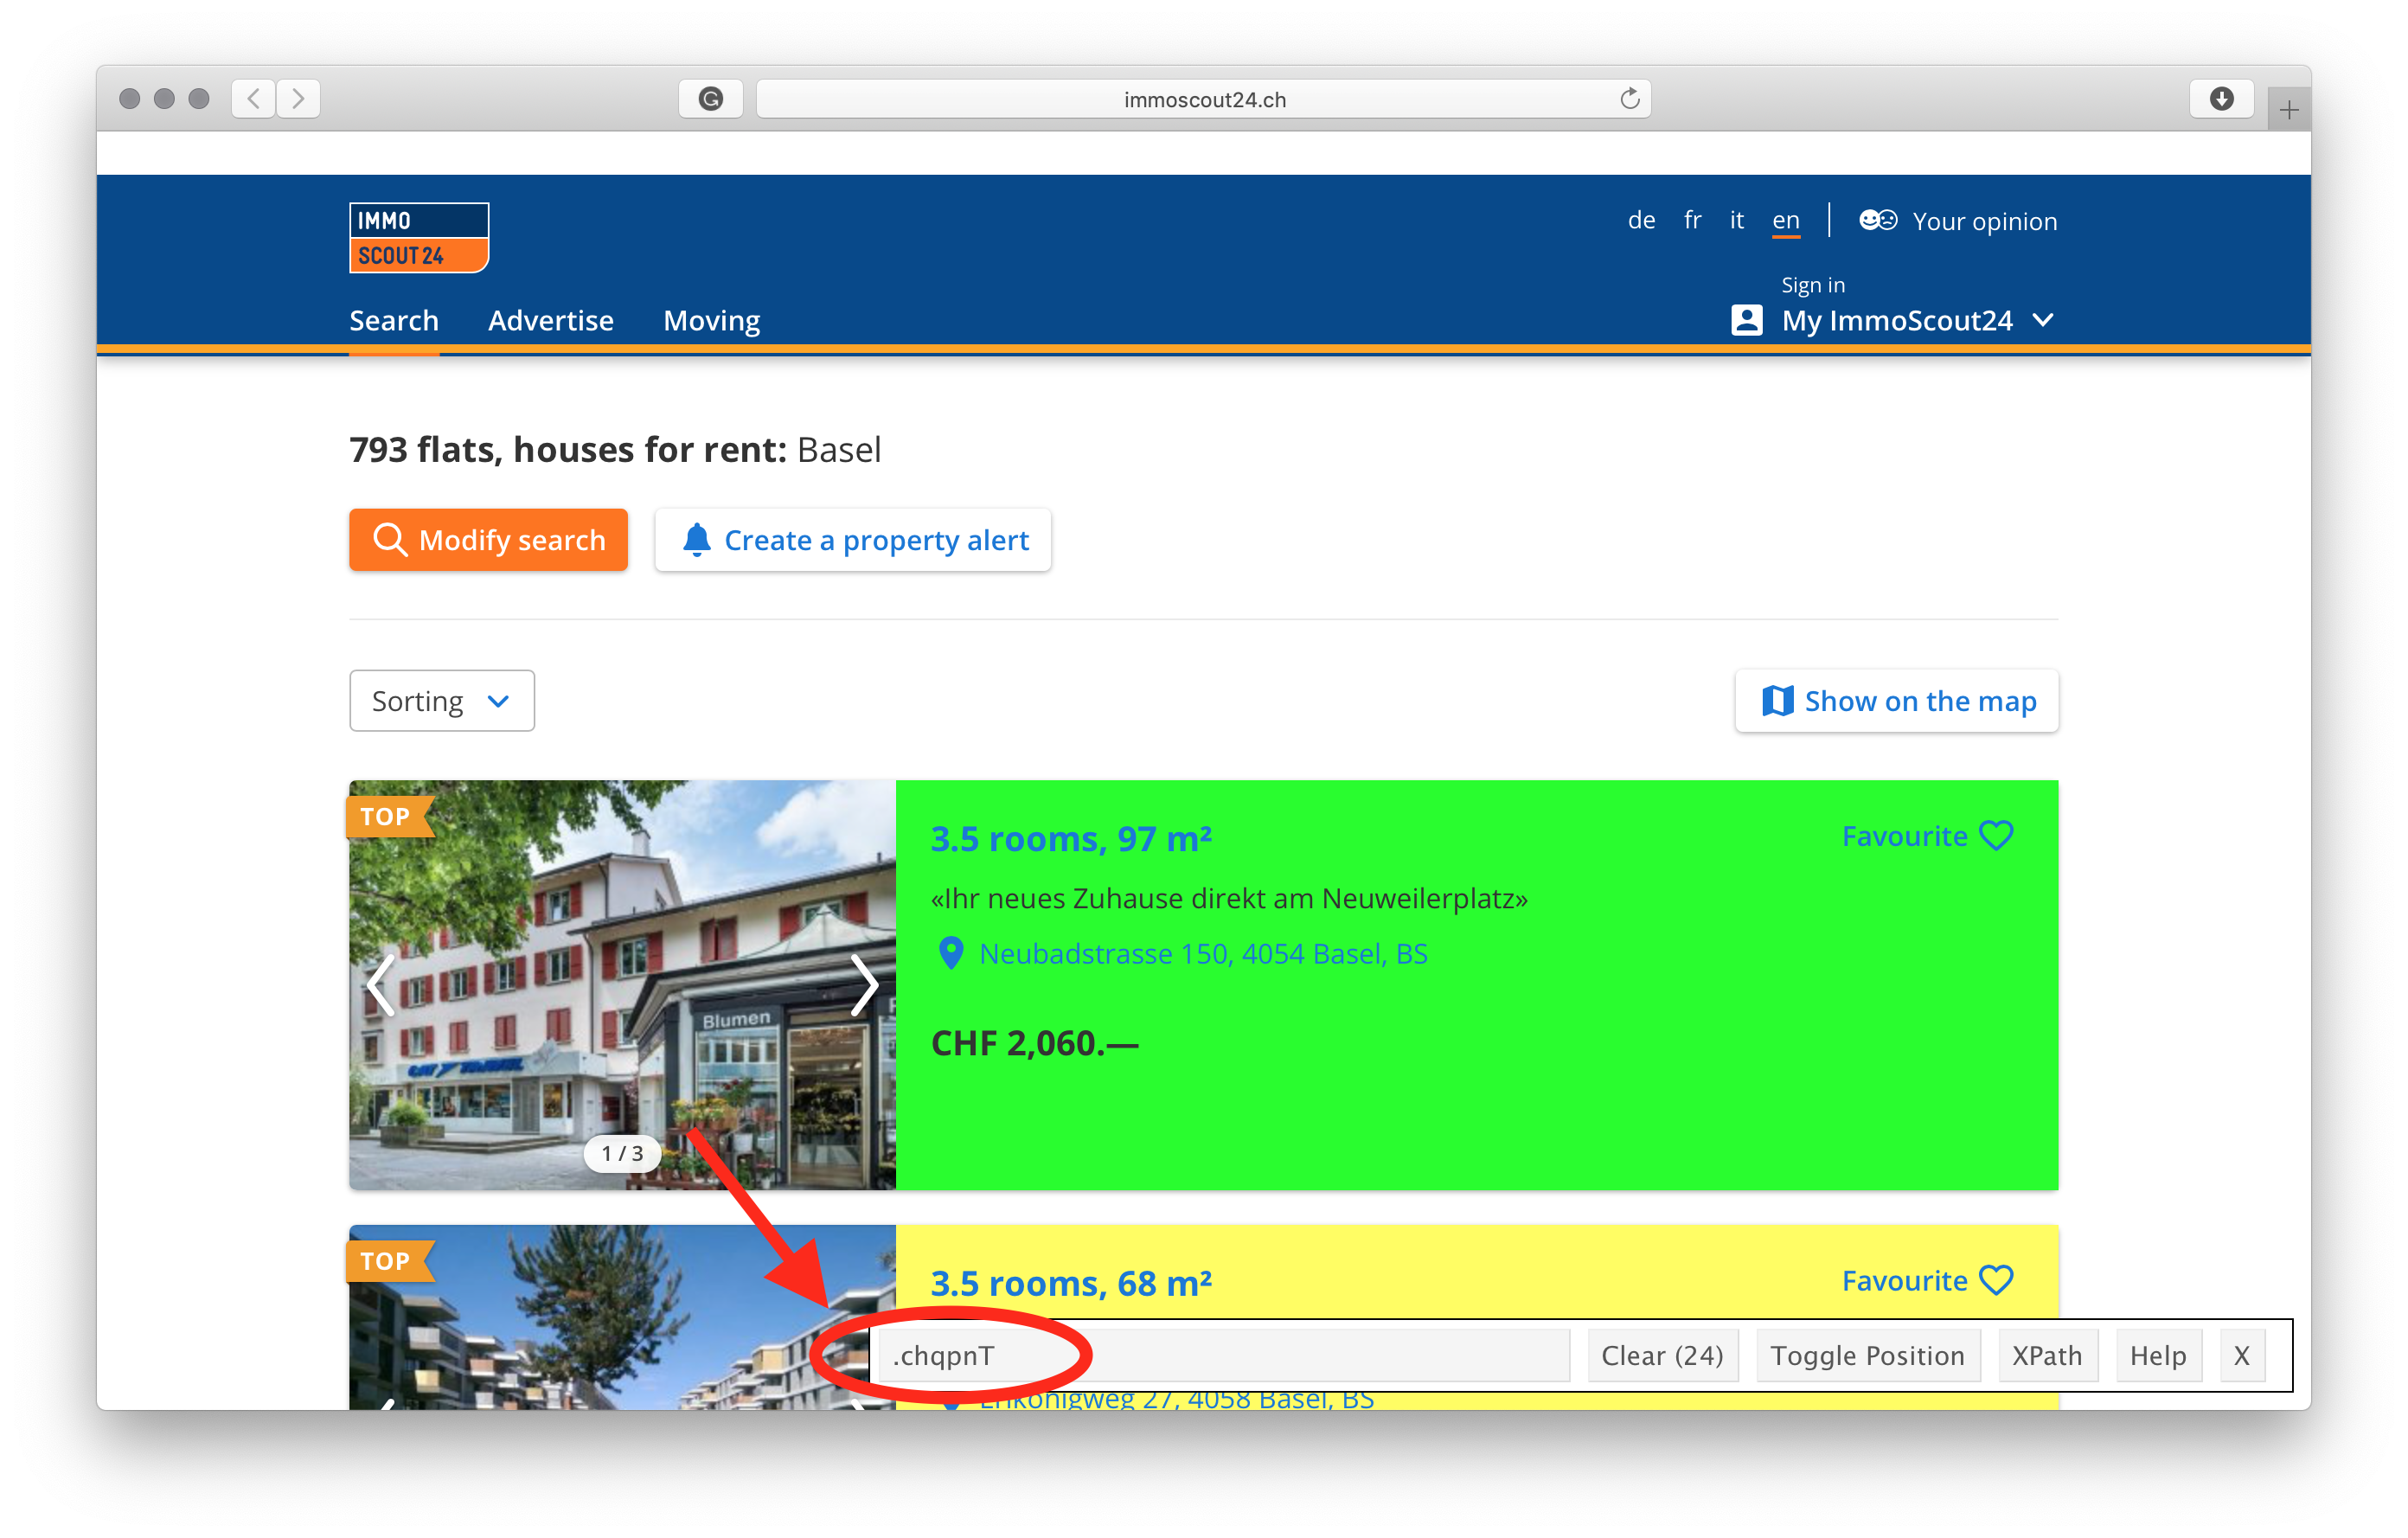 immoscout24.ch
IMMO
SCOUT24
de fr it en Your opinion
Sign in
Search Advertise Moving My ImmoScout24
793 flats, houses for rent: Basel
Modify search Create a property alert
Sorting Show on the map
TOP
3.5 rooms, 97 m² Favourite
«Ihr neues Zuhause direkt am Neuweilerplatz»
Neubadstrasse 150, 4054 Basel, BS
Blumen
CHF 2,060.—
1 / 3
TOP
3.5 rooms, 68 m² Favourite
.chqpnT Clear (24) Toggle Position XPath Help X
Erlkönigweg 27, 4058 Basel, BS